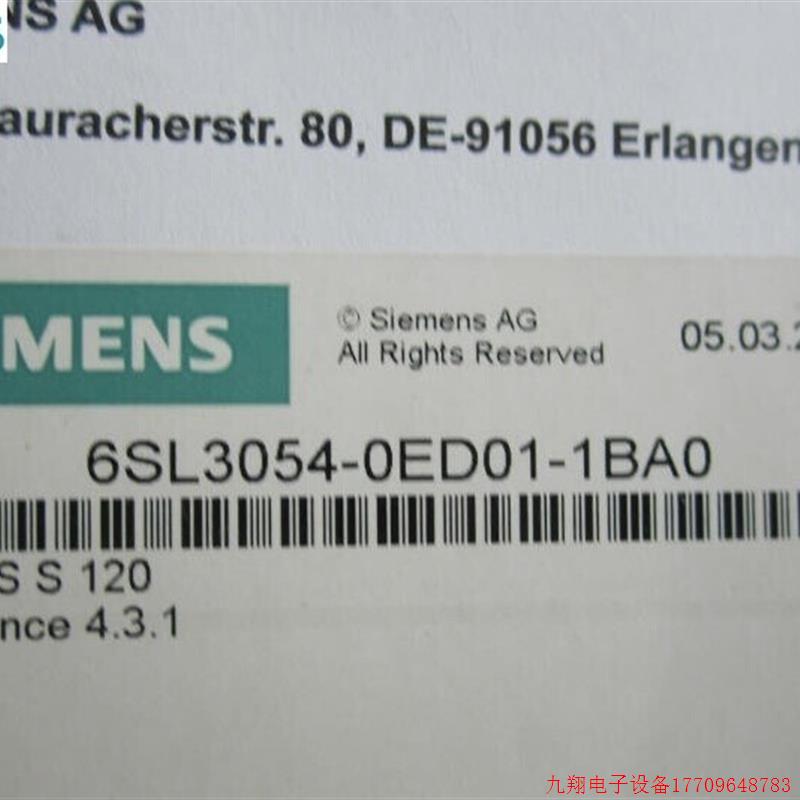 NS AG
auracherstr. 80, DE-91056 Erlangen
MENS
© Siemens AG
All Rights Reserved
05.03.2
6SL3054-0ED01-1BA0
S S 120
nce 4.3.1
九翔电子设备17709648783